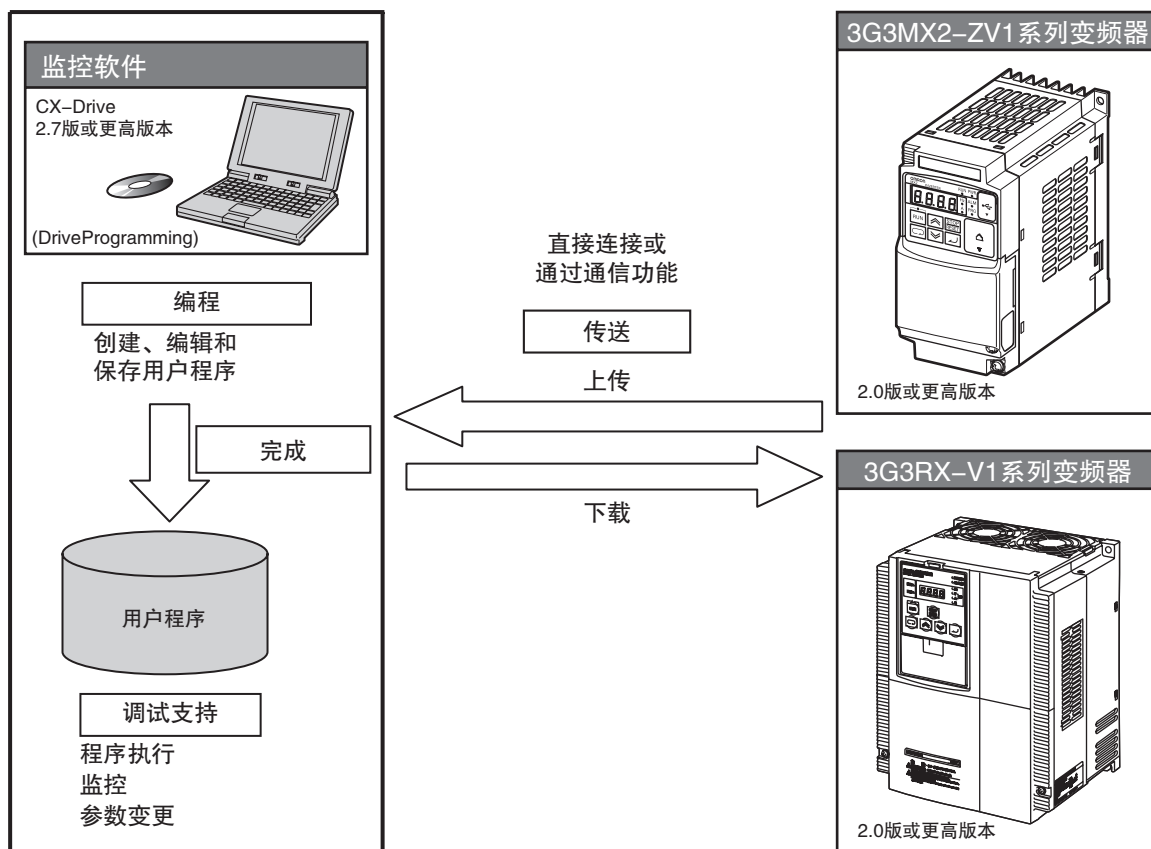 监控软件
CX–Drive
2.7版或更高版本
(DriveProgramming)
编程
创建、编辑和
保存用户程序
完成
用户程序
调试支持
程序执行
监控
参数变更
直接连接或
通过通信功能
传送
上传
下载
3G3MX2–ZV1系列变频器
RUN
2.0版或更高版本
3G3RX–V1系列变频器
2.0版或更高版本